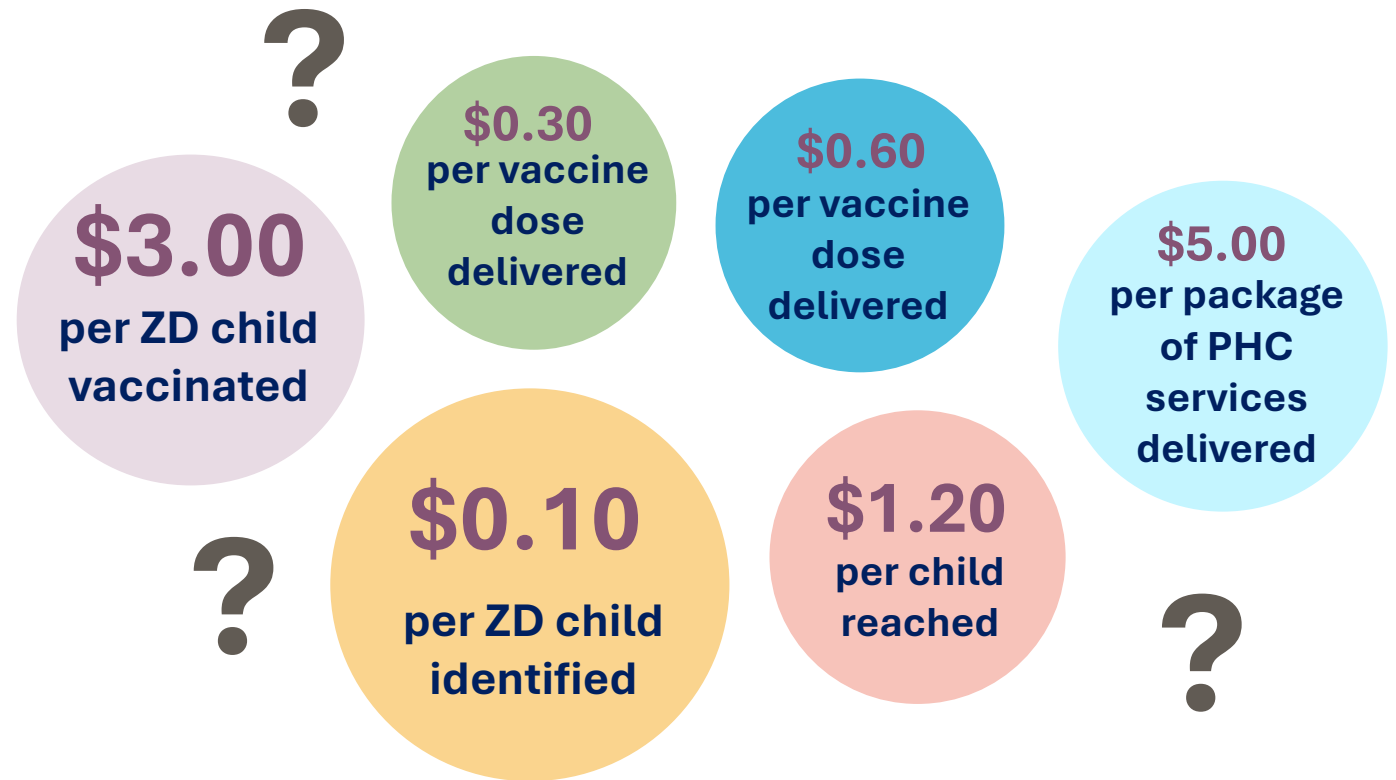 ?
$0.30
per vaccine
dose
delivered
$0.60
per vaccine
dose
delivered
$3.00
per ZD child
vaccinated
$5.00
per package
of PHC
services
delivered
$0.10
per ZD child
identified
$1.20
per child
reached
?
?